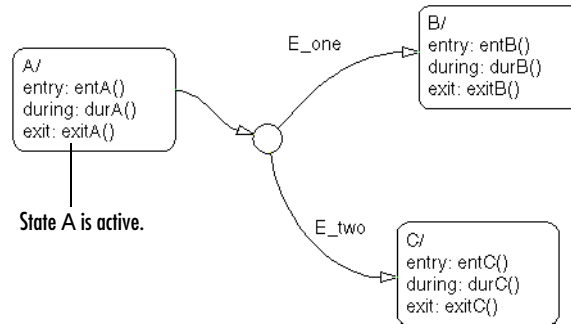 A/
entry: entA()
during: durA()
exit: exitA()
State A is active.
E_one
B/
entry: entB()
during: durB()
exit: exitB()
E_two
C/
entry: entC()
during: durC()
exit: exitC()